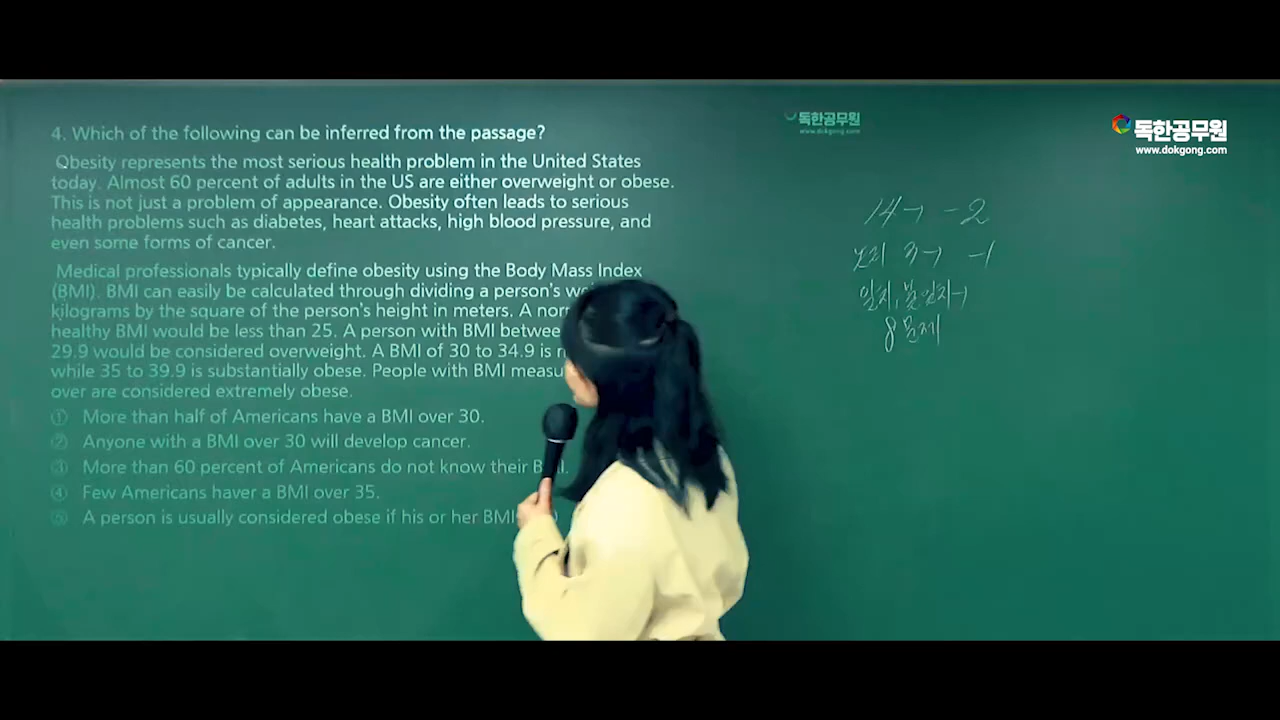 4. Which of the following can be inferred from the passage?
Obesity represents the most serious health problem in the United States
today. Almost 60 percent of adults in the US are either overweight or obese.
This is not just a problem of appearance. Obesity often leads to serious
health problems such as diabetes, heart attacks, high blood pressure, and
even some forms of cancer.
Medical professionals typically define obesity using the Body Mass Index
(BMI). BMI can easily be calculated through dividing a person's
kilograms by the square of the person's height in meters. A
healthy BMI would be less than 25. A person with BMI
29.9 would be considered overweight. A BMI of 30 to 34.9 is
while 35 to 39.9 is substantially obese. People with BMI
over are considered extremely obese.
① More than half of Americans have a BMI over 30.
② Anyone with a BMI over 30 will develop cancer.
③ More than 60 percent of Americans do not know their
④ Few Americans haver a BMI over 35.
⑤ A person is usually considered obese if his or her BMI
독한공무원
www.dokgong.com
독한공무원
www.dokgong.com
14→ -2
3→ -1
일치, 불일치→
8문제